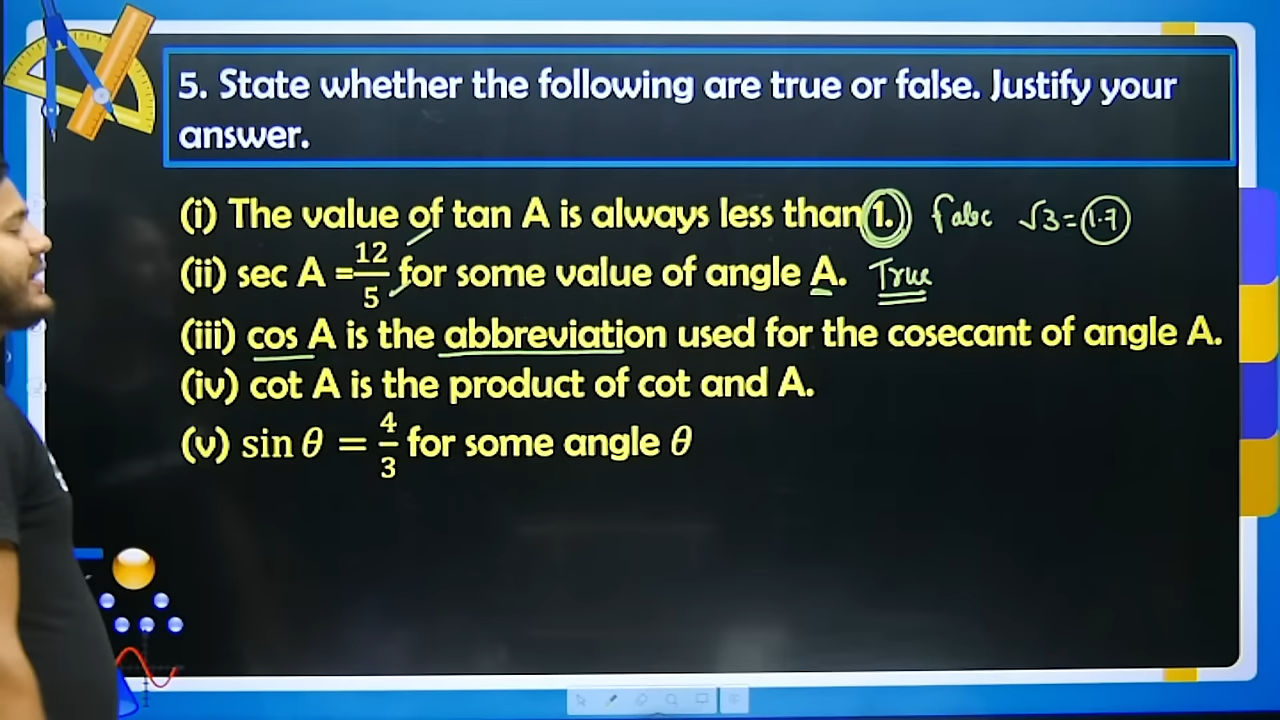 5. State whether the following are true or false. Justify your
answer.
(i) The value of tan A is always less than 1. False √3 = 1.7
(ii) sec A = 12/5 for some value of angle A. True
(iii) cos A is the abbreviation used for the cosecant of angle A.
(iv) cot A is the product of cot and A.
(v) sin θ = 4/3 for some angle θ